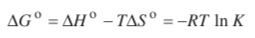 ΔG° = ΔH° − TΔS° = −RT ln K